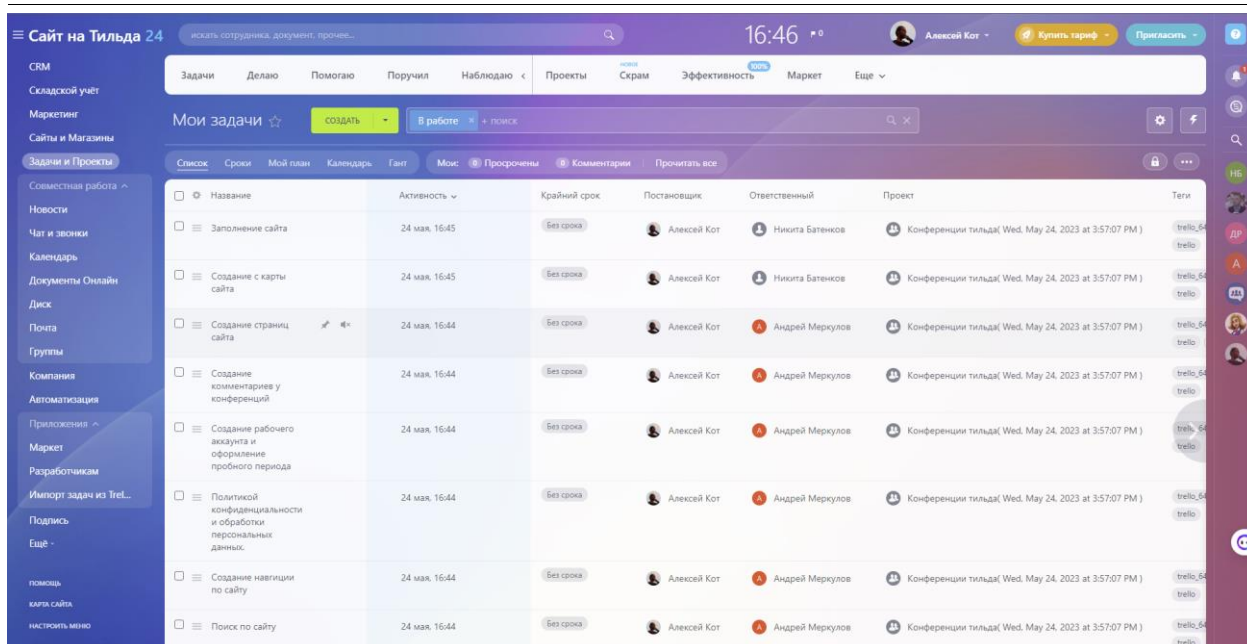 Сайт на Тильда 24
искать сотрудника, документ, прочее...
16:46
0
Алексей Кот
Купить тариф
Пригласить
CRM
Складской учёт
Маркетинг
Сайты и Магазины
Задачи и Проекты
Совместная работа
Новости
Чат и звонки
Календарь
Документы Онлайн
Диск
Почта
Группы
Компания
Автоматизация
Приложения
Маркет
Разработчикам
Импорт задач из Trel...
Подпись
Ещё -
ПОМОЩЬ
КАРТА САЙТА
НАСТРОИТЬ МЕНЮ
Задачи Делаю Помогаю Поручил Наблюдаю Проекты НОВОЕ Скрам Эффективность 100% Маркет Еще
Мои задачи СОЗДАТЬ В работе × + поиск
Список Сроки Мой план Календарь Гант Мои: 0 Просрочены 0 Комментарии Прочитать все
Название Активность Крайний срок Постановщик Ответственный Проект Теги
Заполнение сайта 24 мая, 16:45 Без срока Алексей Кот Никита Батенков Конференции тильда( Wed, May 24, 2023 at 3:57:07 PM ) trello_64
trello
Создание с карты 24 мая, 16:45 Без срока Алексей Кот Никита Батенков Конференции тильда( Wed, May 24, 2023 at 3:57:07 PM ) trello_64
сайта trello
Создание страниц 24 мая, 16:44 Без срока Алексей Кот А Андрей Меркулов Конференции тильда( Wed, May 24, 2023 at 3:57:07 PM ) trello_64
сайта trello
Создание 24 мая, 16:44 Без срока Алексей Кот А Андрей Меркулов Конференции тильда( Wed, May 24, 2023 at 3:57:07 PM ) trello_64
комментариев у trello
конференций
Создание рабочего 24 мая, 16:44 Без срока Алексей Кот А Андрей Меркулов Конференции тильда( Wed, May 24, 2023 at 3:57:07 PM )
аккаунта и trello
оформление
пробного периода
Политикой 24 мая, 16:44 Без срока Алексей Кот А Андрей Меркулов Конференции тильда( Wed, May 24, 2023 at 3:57:07 PM ) trello_64
конфиденциальности trello
и обработки
персональных
данных.
Создание навгиции 24 мая, 16:44 Без срока Алексей Кот А Андрей Меркулов Конференции тильда( Wed, May 24, 2023 at 3:57:07 PM ) trello_64
по сайту trello
Поиск по сайту 24 мая, 16:44 Без срока Алексей Кот А Андрей Меркулов Конференции тильда( Wed, May 24, 2023 at 3:57:07 PM ) trello_64
trello
1
НБ
ДР
А